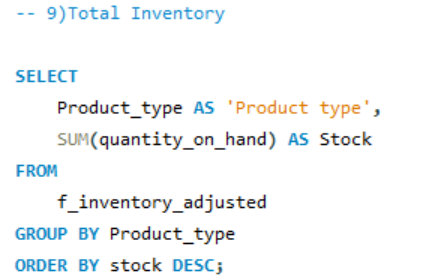 -- 9)Total Inventory
SELECT
Product_type AS 'Product type',
SUM(quantity_on_hand) AS Stock
FROM
f_inventory_adjusted
GROUP BY Product_type
ORDER BY stock DESC;